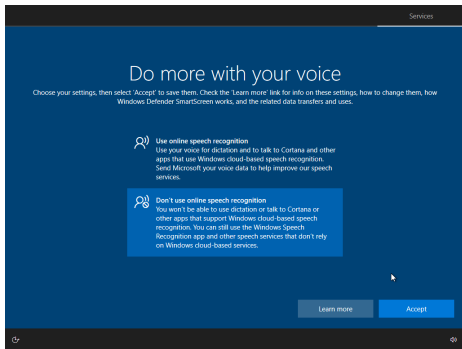 Services
Do more with your voice
Choose your settings, then select 'Accept' to save them. Check the 'Learn more' link for info on these settings, how to change them, how
Windows Defender SmartScreen works, and the related data transfers and uses.
Use online speech recognition
Use your voice for dictation and to talk to Cortana and other
apps that use Windows cloud-based speech recognition.
Send Microsoft your voice data to help improve our speech
services.
Don't use online speech recognition
You won't be able to use dictation or talk to Cortana or
other apps that support Windows cloud-based speech
recognition. You can still use the Windows Speech
Recognition app and other speech services that don't rely
on Windows cloud-based services.
Learn more
Accept